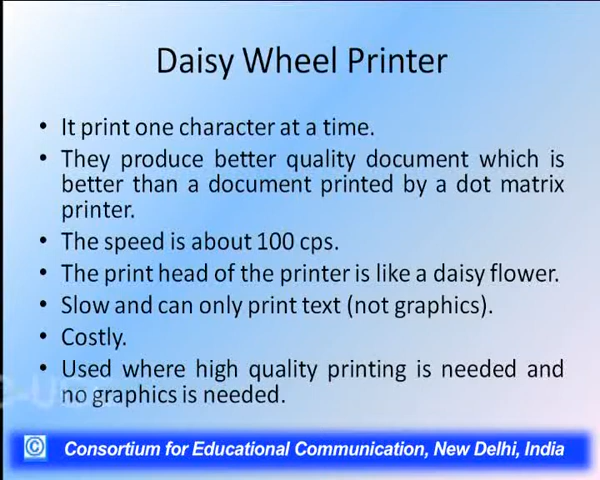 Daisy Wheel Printer
• It print one character at a time.
• They produce better quality document which is
better than a document printed by a dot matrix
printer.
• The speed is about 100 cps.
• The print head of the printer is like a daisy flower.
• Slow and can only print text (not graphics).
• Costly.
• Used where high quality printing is needed and
no graphics is needed.
© Consortium for Educational Communication, New Delhi, India